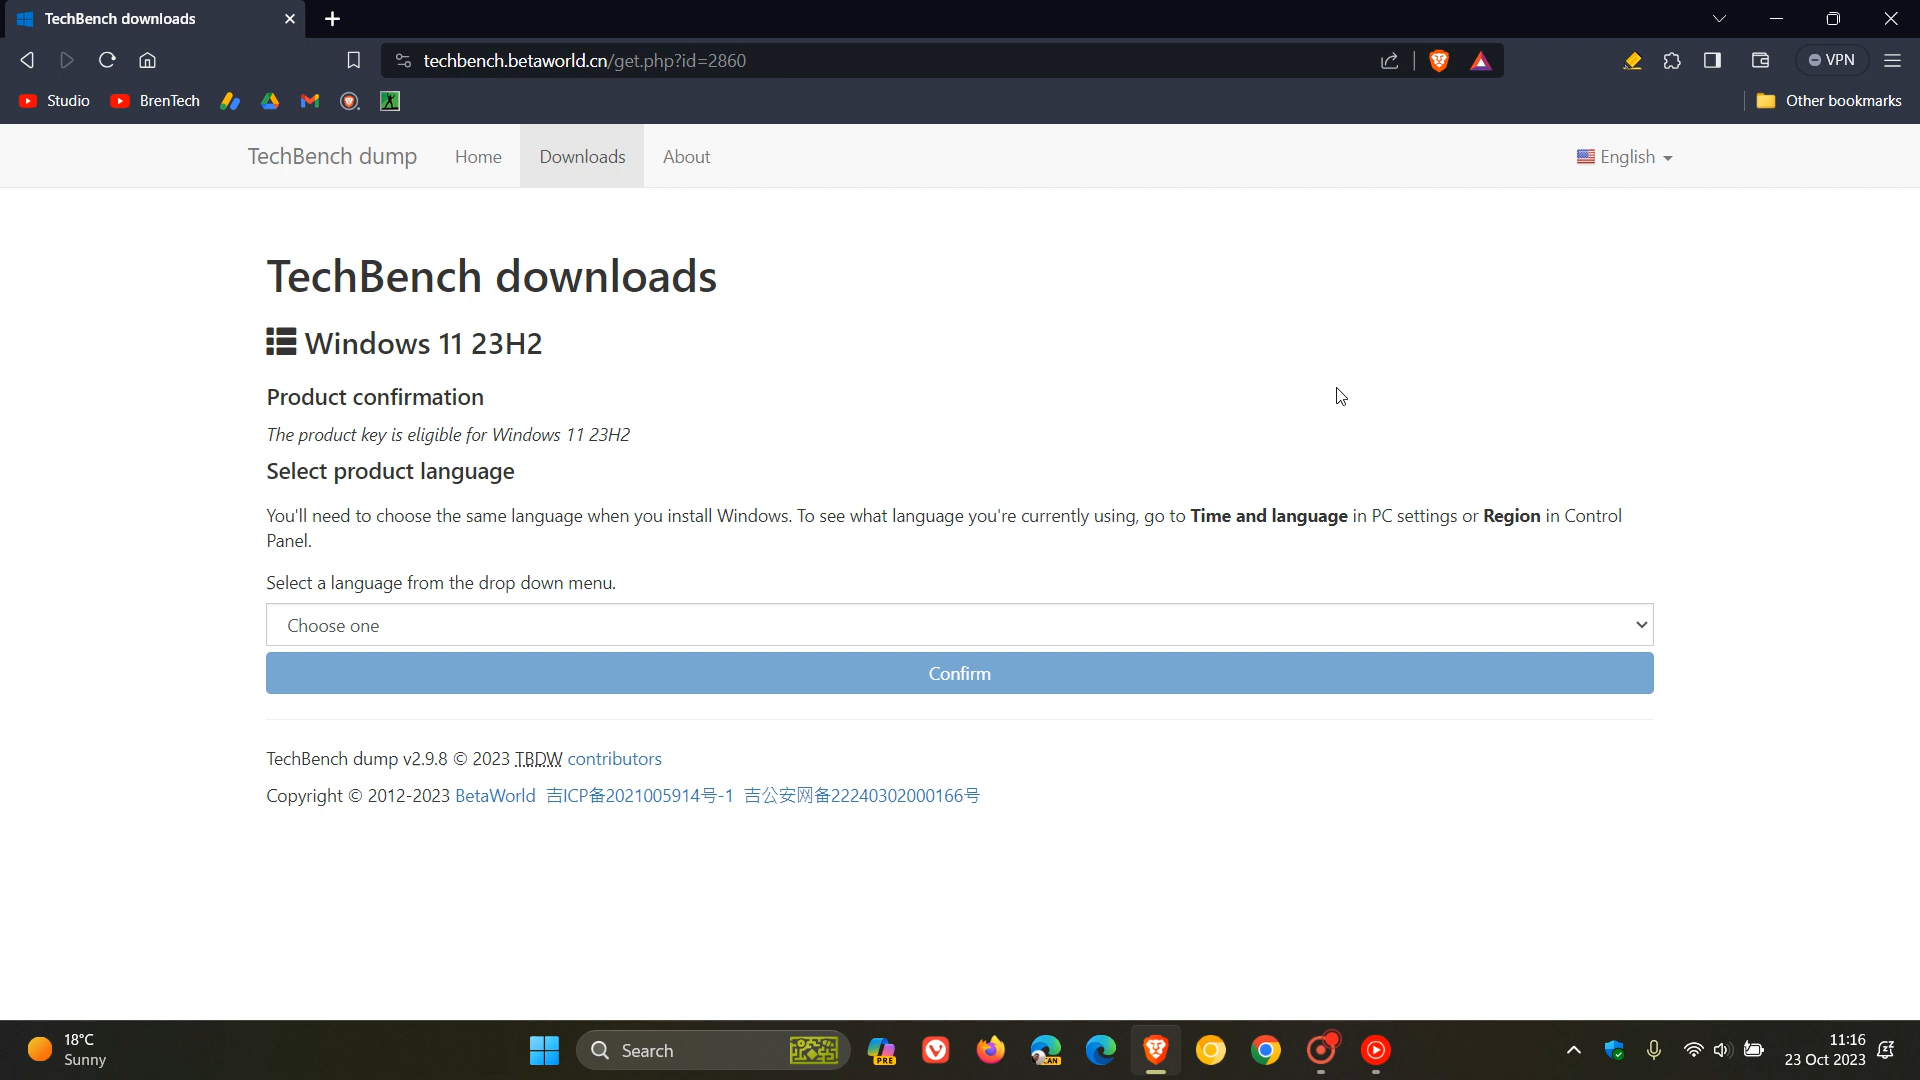 TechBench downloads
techbench.betaworld.cn/get.php?id=2860
VPN
Studio
BrenTech
Other bookmarks
TechBench dump
Home
Downloads
About
English
TechBench downloads
Windows 11 23H2
Product confirmation
The product key is eligible for Windows 11 23H2
Select product language
You'll need to choose the same language when you install Windows. To see what language you're currently using, go to Time and language in PC settings or Region in Control
Panel.
Select a language from the drop down menu.
Choose one
Confirm
TechBench dump v2.9.8 © 2023 TBDW contributors
Copyright © 2012-2023 BetaWorld 吉ICP备2021005914号-1 吉公安网备22240302000166号
18°C
Sunny
Search
PRE
CAN
11:16
23 Oct 2023